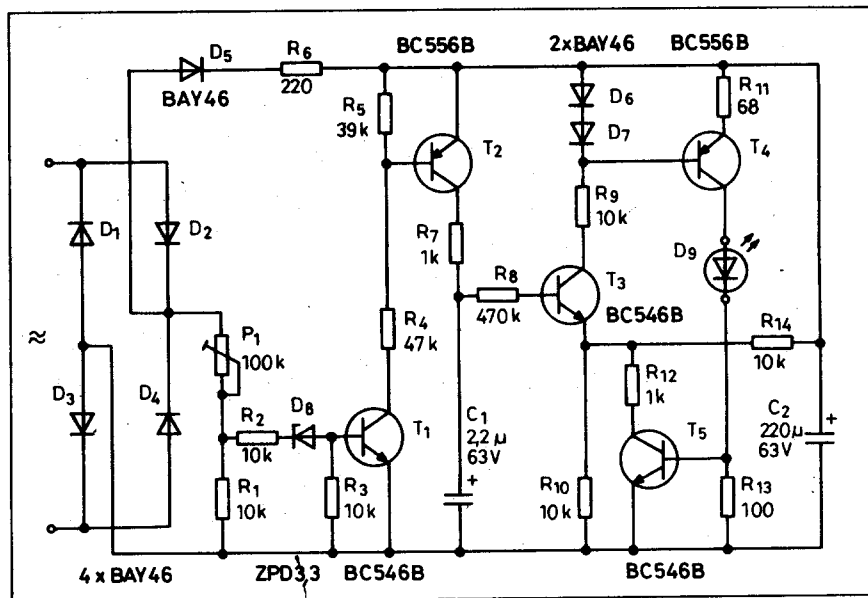 BC556B
2xBAY46
BC556B
D5
BAY46
R6
220
R5
39k
T2
D6
D7
R11
68
T4
D1
D2
R7
1k
R9
10k
D9
R8
470k
T3
BC546B
R14
10k
≈
P1
100k
R4
47k
D3
D4
R2
10k
D8
T1
C1
2,2µ
63V
+
R12
1k
T5
C2
220µ
63V
+
R1
10k
R3
10k
R10
10k
R13
100
4 x BAY46
ZPD3,3
BC546B
BC546B